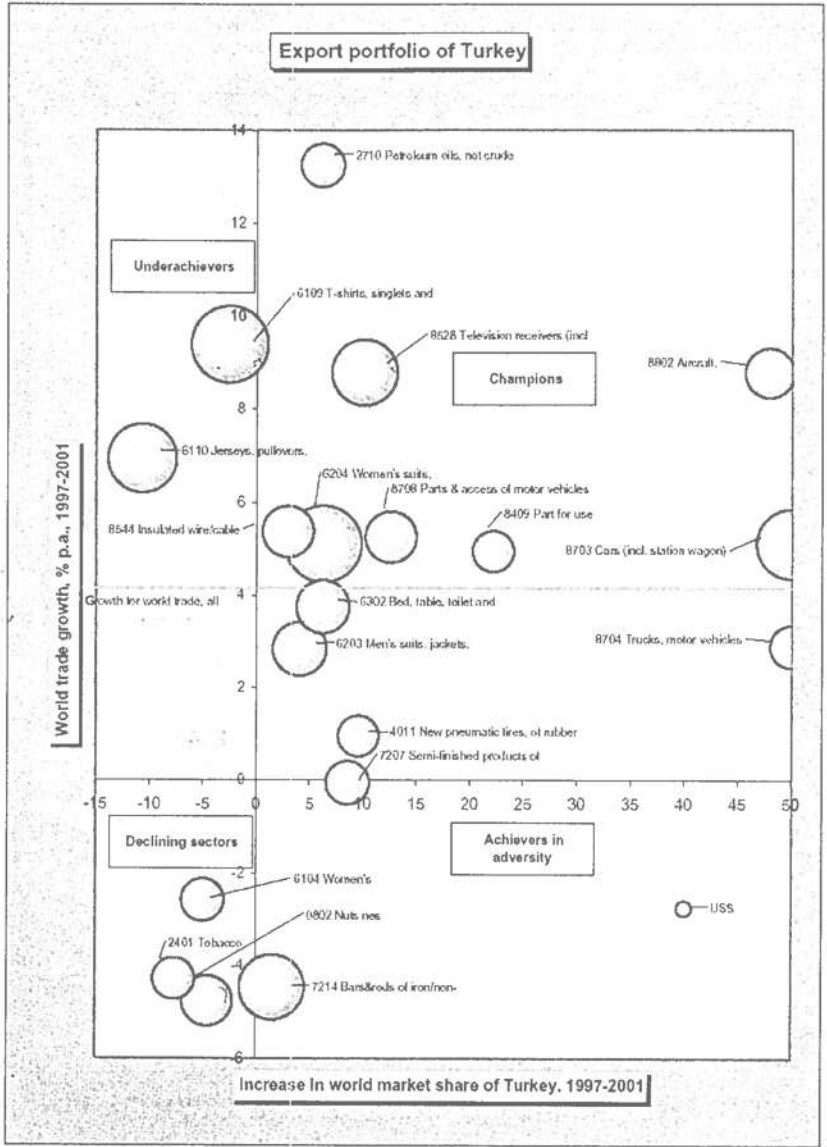 Export portfolio of Turkey
14
2710 Petroleum oils, not crude
12
Underachievers
6109 T-shirts, singlets and
10
8528 Television receivers (incl
8802 Aircraft,
Champions
8
6110 Jerseys, pullovers,
6204 Women's suits,
8708 Parts & access of motor vehicles
6
8544 Insulated wire/cable
8409 Part for use
8703 Cars (incl. station wagon)
World trade growth, % p.a., 1997-2001
4
Growth for world trade, all
6302 Bed, table, toilet and
6203 Men's suits, jackets,
8704 Trucks, motor vehicles
2
4011 New pneumatic tires, of rubber
7207 Semi-finished products of
0
-15 -10 -5 0 5 10 15 20 25 30 35 40 45 50
Declining sectors
Achievers in
adversity
-2
6104 Women's
0802 Nuts nes
US$
2401 Tobacco
-4
7214 Bars&rods of iron/non-
-6
Increase in world market share of Turkey, 1997-2001